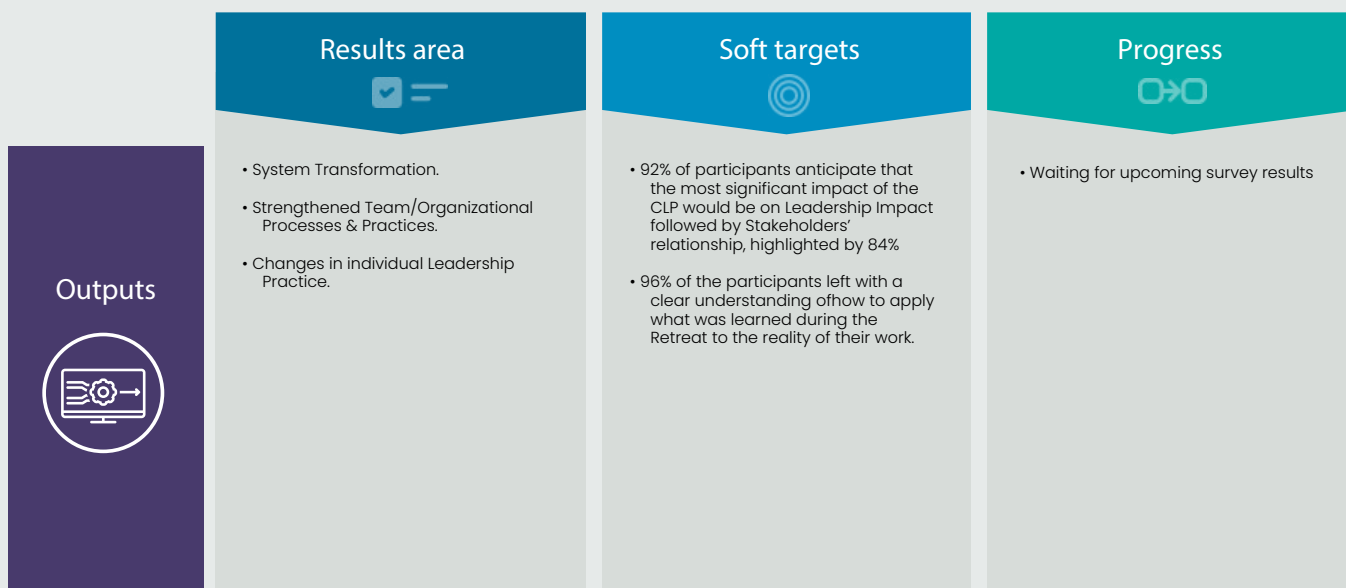 Results area
Soft targets
Progress
Outputs
• System Transformation.
• Strengthened Team/Organizational
Processes & Practices.
• Changes in individual Leadership
Practice.
• 92% of participants anticipate that
the most significant impact of the
CLP would be on Leadership Impact
followed by Stakeholders’
relationship, highlighted by 84%
• 96% of the participants left with a
clear understanding ofhow to apply
what was learned during the
Retreat to the reality of their work.
• Waiting for upcoming survey results